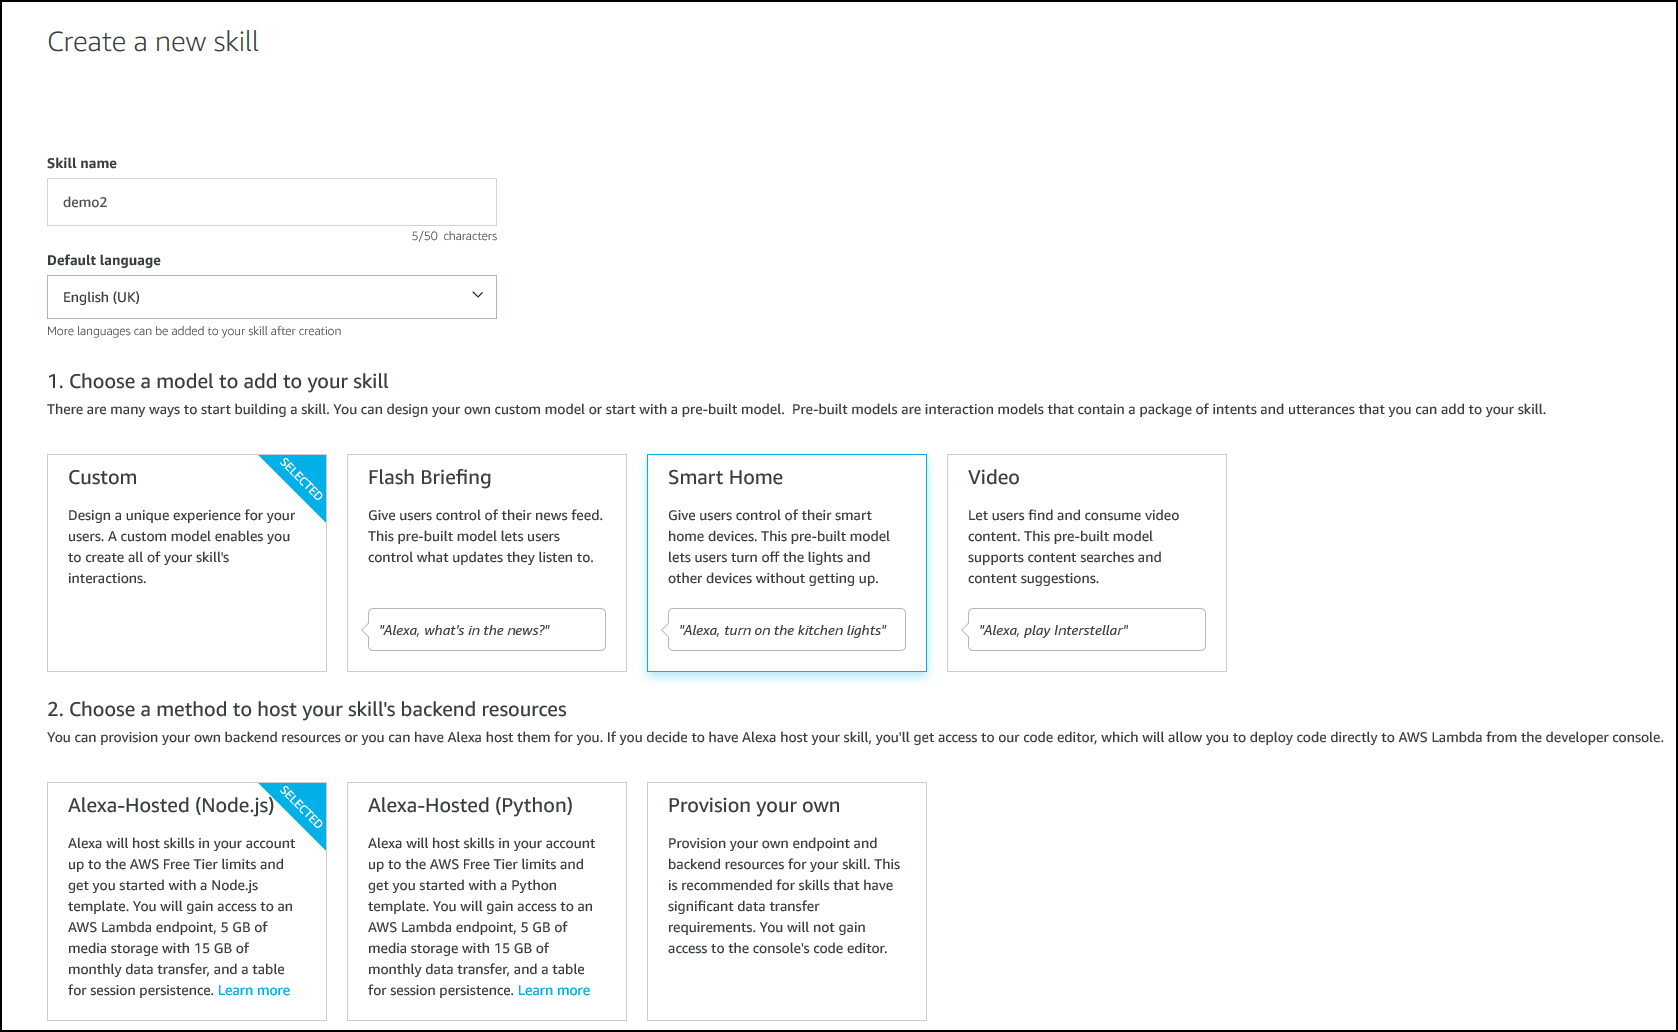 Create a new skill
Skill name
demo2
5/50 characters
Default language
English (UK)
More languages can be added to your skill after creation
1. Choose a model to add to your skill
There are many ways to start building a skill. You can design your own custom model or start with a pre-built model.  Pre-built models are interaction models that contain a package of intents and utterances that you can add to your skill.
Custom
SELECTED
Design a unique experience for your
users. A custom model enables you
to create all of your skill's
interactions.
Flash Briefing
Give users control of their news feed.
This pre-built model lets users
control what updates they listen to.
"Alexa, what's in the news?"
Smart Home
Give users control of their smart
home devices. This pre-built model
lets users turn off the lights and
other devices without getting up.
"Alexa, turn on the kitchen lights"
Video
Let users find and consume video
content. This pre-built model
supports content searches and
content suggestions.
"Alexa, play Interstellar"
2. Choose a method to host your skill's backend resources
You can provision your own backend resources or you can have Alexa host them for you. If you decide to have Alexa host your skill, you'll get access to our code editor, which will allow you to deploy code directly to AWS Lambda from the developer console.
Alexa-Hosted (Node.js)
SELECTED
Alexa will host skills in your account
up to the AWS Free Tier limits and
get you started with a Node.js
template. You will gain access to an
AWS Lambda endpoint, 5 GB of
media storage with 15 GB of
monthly data transfer, and a table
for session persistence. Learn more
Alexa-Hosted (Python)
Alexa will host skills in your account
up to the AWS Free Tier limits and
get you started with a Python
template. You will gain access to an
AWS Lambda endpoint, 5 GB of
media storage with 15 GB of
monthly data transfer, and a table
for session persistence. Learn more
Provision your own
Provision your own endpoint and
backend resources for your skill. This
is recommended for skills that have
significant data transfer
requirements. You will not gain
access to the console's code editor.